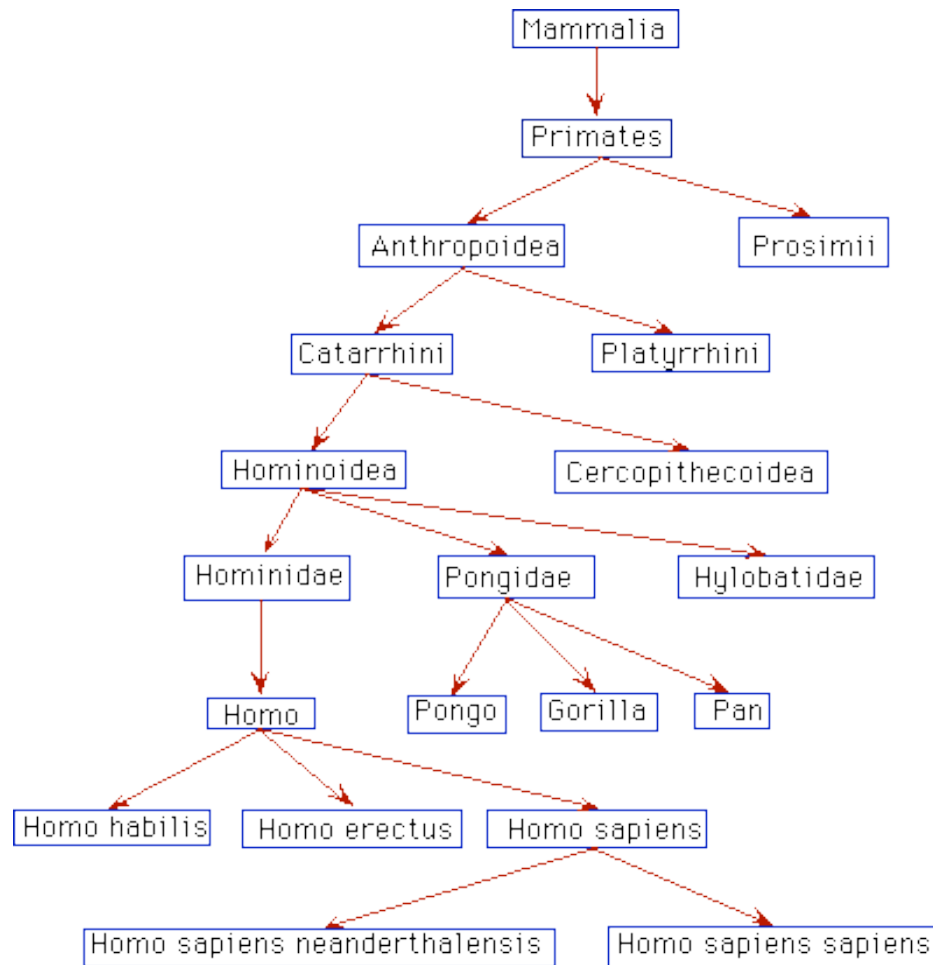 Mammalia
Primates
Anthropoidea
Prosimii
Catarrhini
Platyrrhini
Hominoidea
Cercopithecoidea
Hominidae
Pongidae
Hylobatidae
Homo
Pongo
Gorilla
Pan
Homo habilis
Homo erectus
Homo sapiens
Homo sapiens neanderthalensis
Homo sapiens sapiens